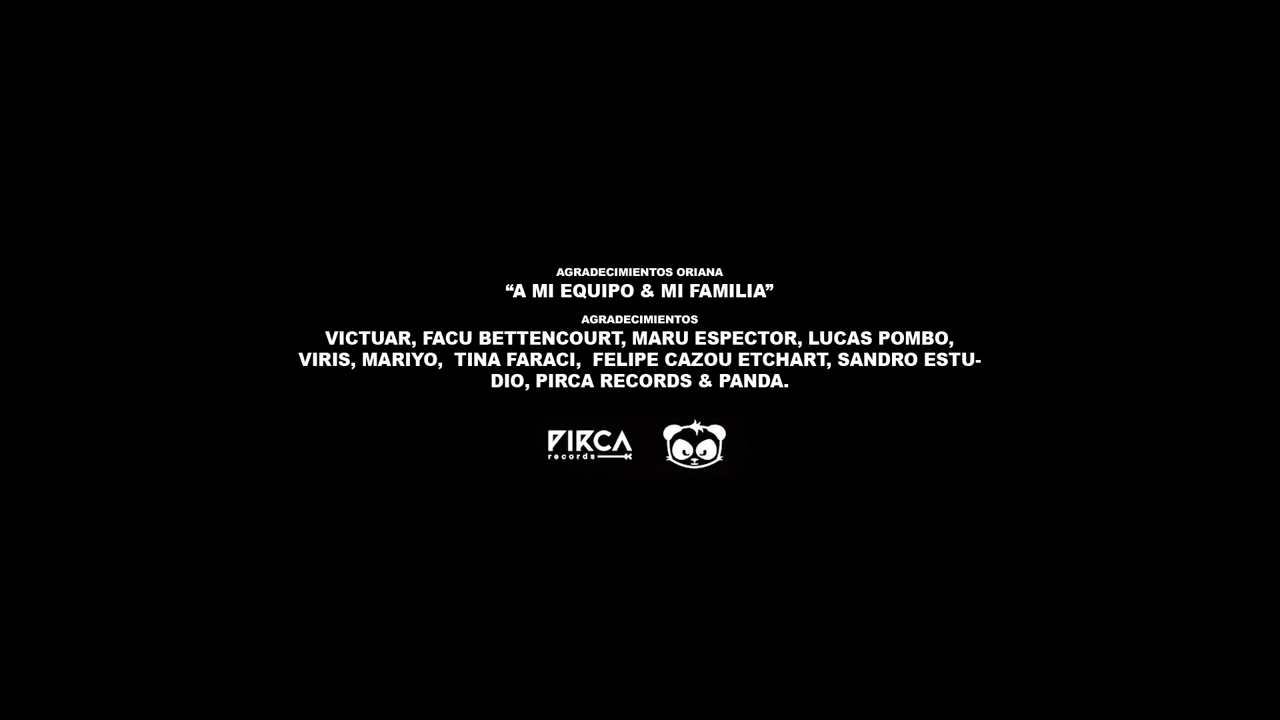 AGRADECIMIENTOS ORIANA
“A MI EQUIPO & MI FAMILIA”
AGRADECIMIENTOS
VICTUAR, FACU BETTENCOURT, MARU ESPECTOR, LUCAS POMBO,
VIRIS, MARIYO,  TINA FARACI,  FELIPE CAZOU ETCHART, SANDRO ESTU-
DIO, PIRCA RECORDS & PANDA.
PIRCA
records